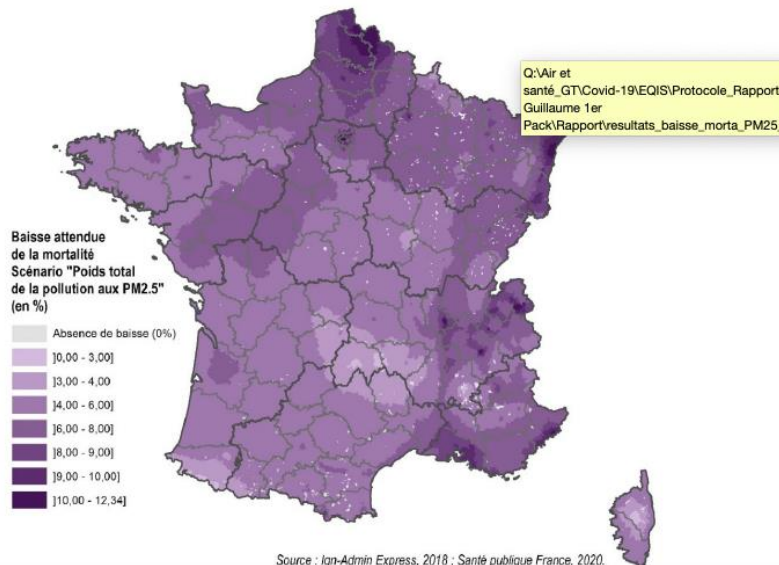 Q:\Air et
santé_GT\Covid-19\EQIS\Protocole_Rapport
Guillaume 1er
Pack\Rapport\resultats_baisse_morta_PM25_
Baisse attendue
de la mortalité
Scénario "Poids total
de la pollution aux PM2.5"
(en %)
Absence de baisse (0%)
]0,00 - 3,00]
]3,00 - 4,00
]4,00 - 6,00]
]6,00 - 8,00]
]8,00 - 9,00]
]9,00 - 10,00]
]10,00 - 12,34]
Source : Ign-Admin Express, 2018 ; Santé publique France, 2020.